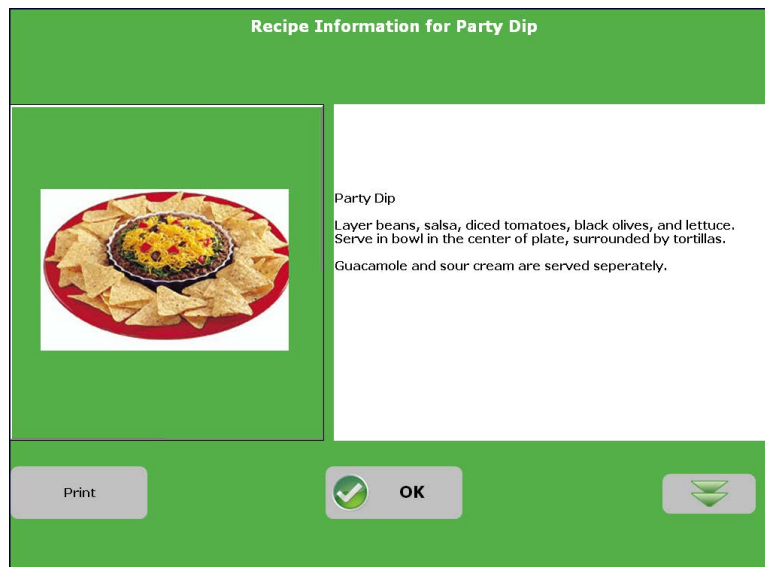 Recipe Information for Party Dip
Party Dip
Layer beans, salsa, diced tomatoes, black olives, and lettuce.
Serve in bowl in the center of plate, surrounded by tortillas.
Guacamole and sour cream are served seperately.
Print
OK